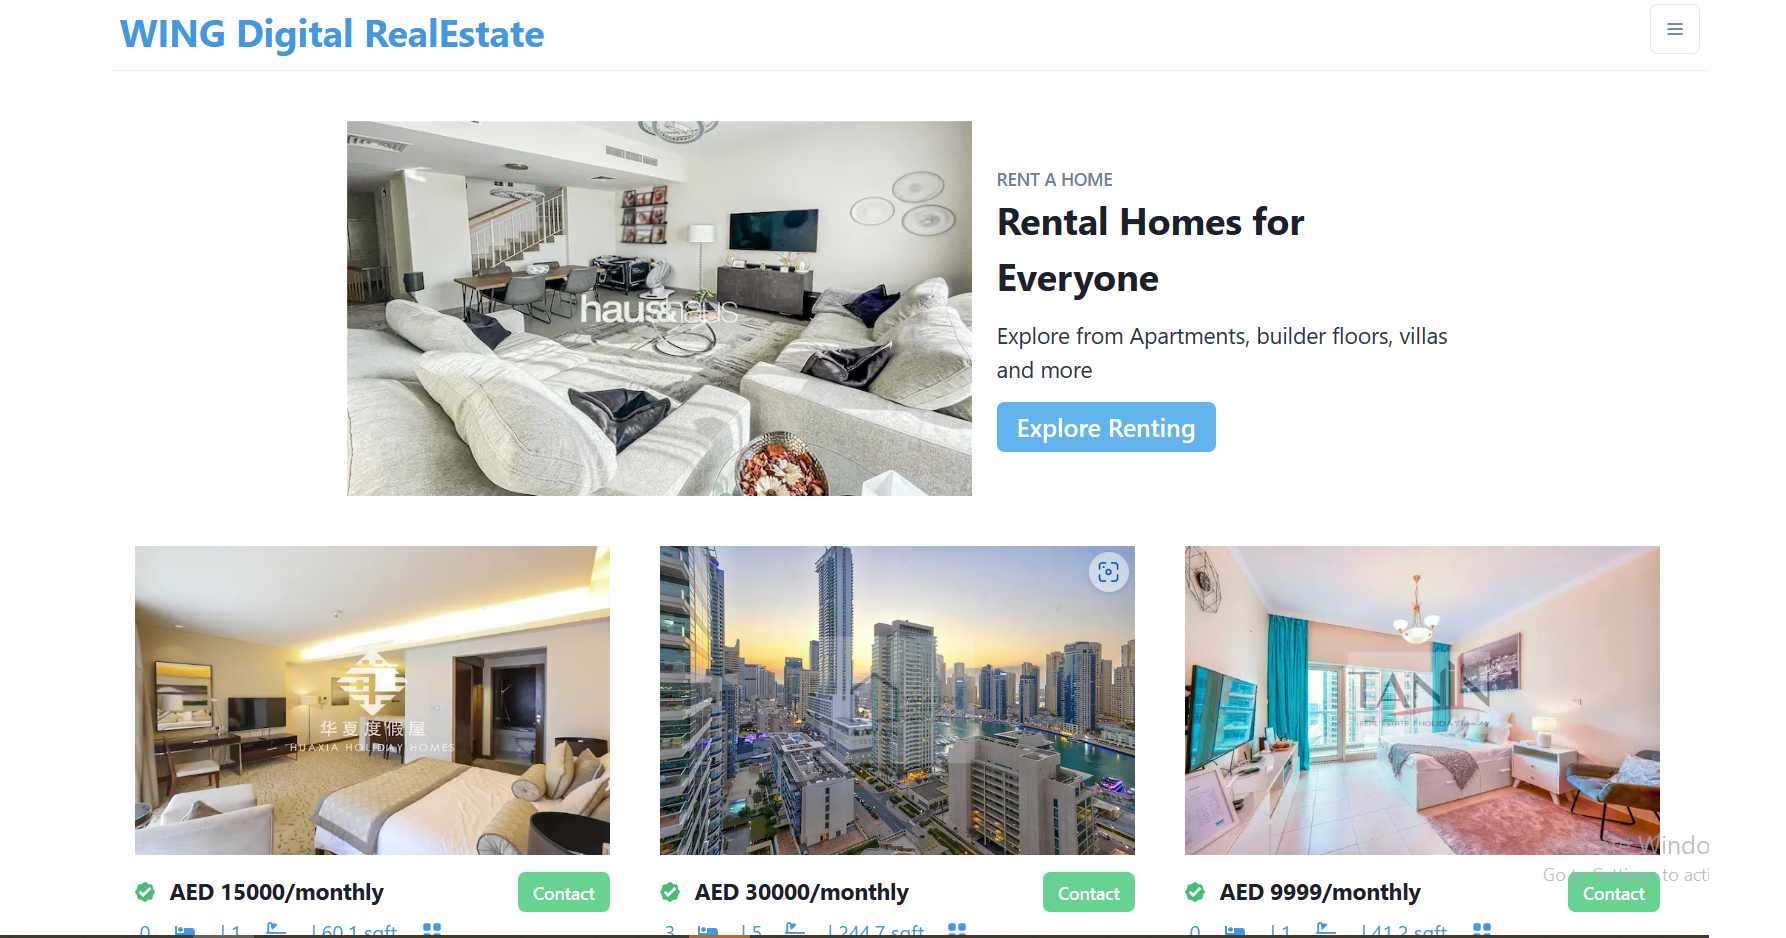 WING Digital RealEstate
haus&haus
RENT A HOME
Rental Homes for
Everyone
Explore from Apartments, builder floors, villas
and more
Explore Renting
华夏度假屋
HUAXIA HOLIDAY HOMES
TANIN
REAL ESTATE HOLIDAY
AED 15000/monthly
Contact
AED 30000/monthly
Contact
AED 9999/monthly
Contact
Windo
Go to Settings to acti
0 | 1 | 60.1 sqft
3 | 5 | 244.7 sqft
0 | 1 | 41.2 sqft